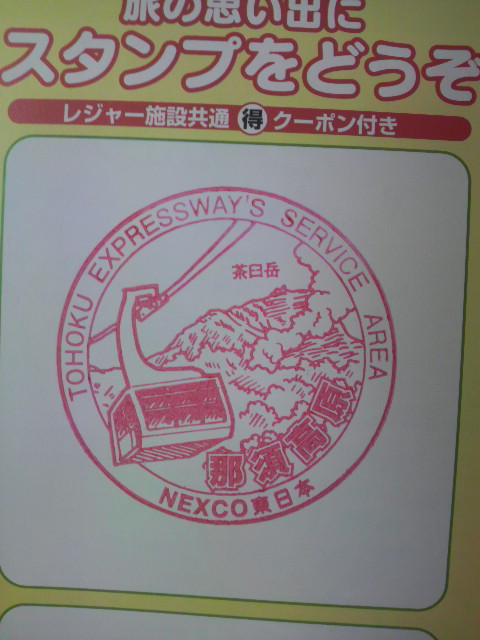 旅の思い出に
スタンプをどうぞ
レジャー施設共通 得 クーポン付き
TOHOKU EXPRESSWAY'S SERVICE AREA
茶臼岳
那須高原
NEXCO東日本